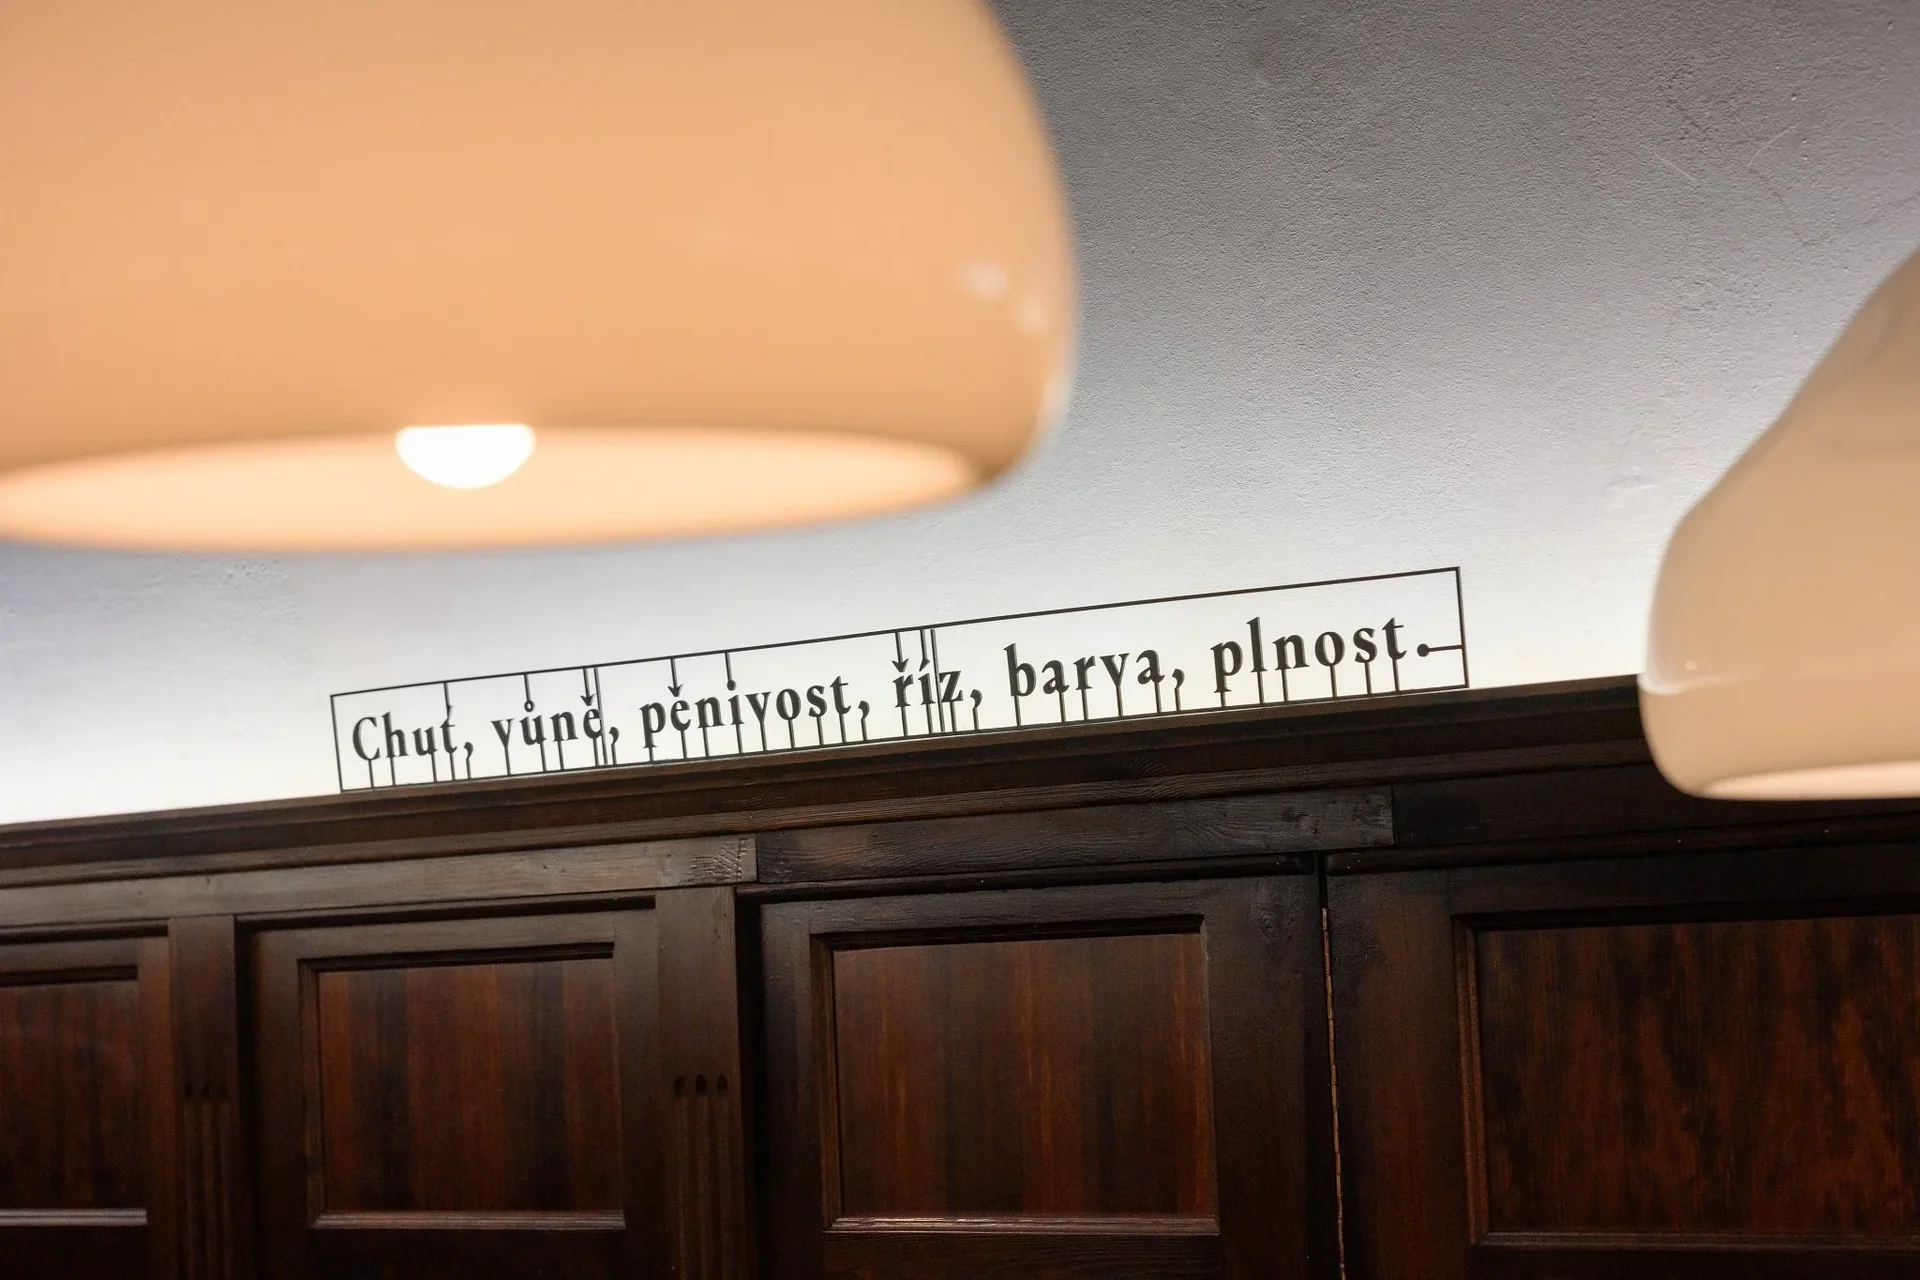 Chuť, vůně, pěnivost, říz, barva, plnost.